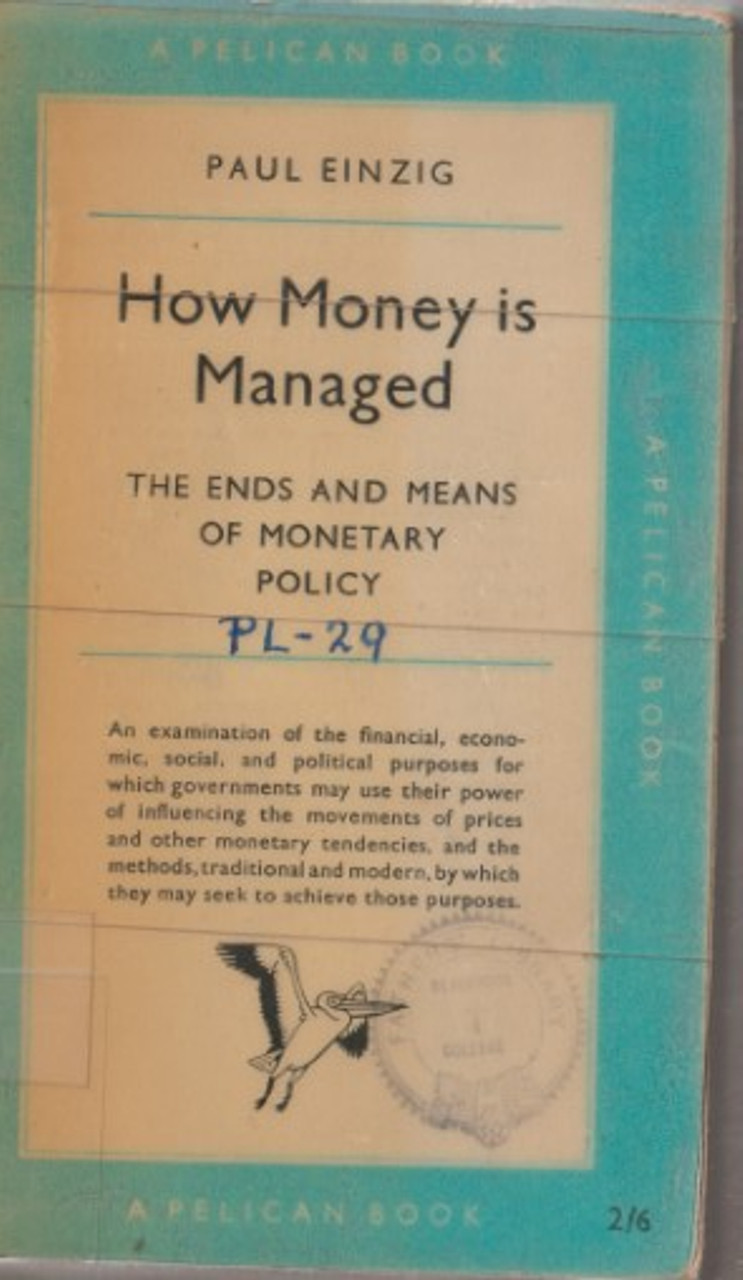 A PELICAN BOOK
PAUL EINZIG
How Money is
Managed
THE ENDS AND MEANS
OF MONETARY
POLICY
PL-29
An examination of the financial, econo-
mic, social, and political purposes for
which governments may use their power
of influencing the movements of prices
and other monetary tendencies, and the
methods, traditional and modern, by which
they may seek to achieve those purposes.
A PELICAN BOOK
LIBRARY
COLLEGE
A PELICAN BOOK
2/6